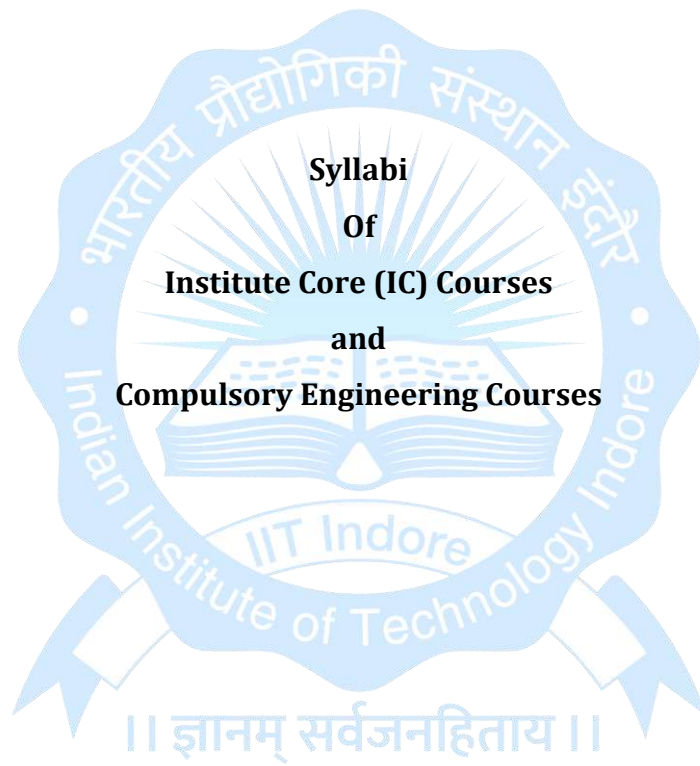 भारतीय प्रौद्योगिकी संस्थान इंदौर
Syllabi
Of
Institute Core (IC) Courses
and
Compulsory Engineering Courses
IIT Indore
Indian Institute of Technology Indore
।। ज्ञानम् सर्वजनहिताय ।।